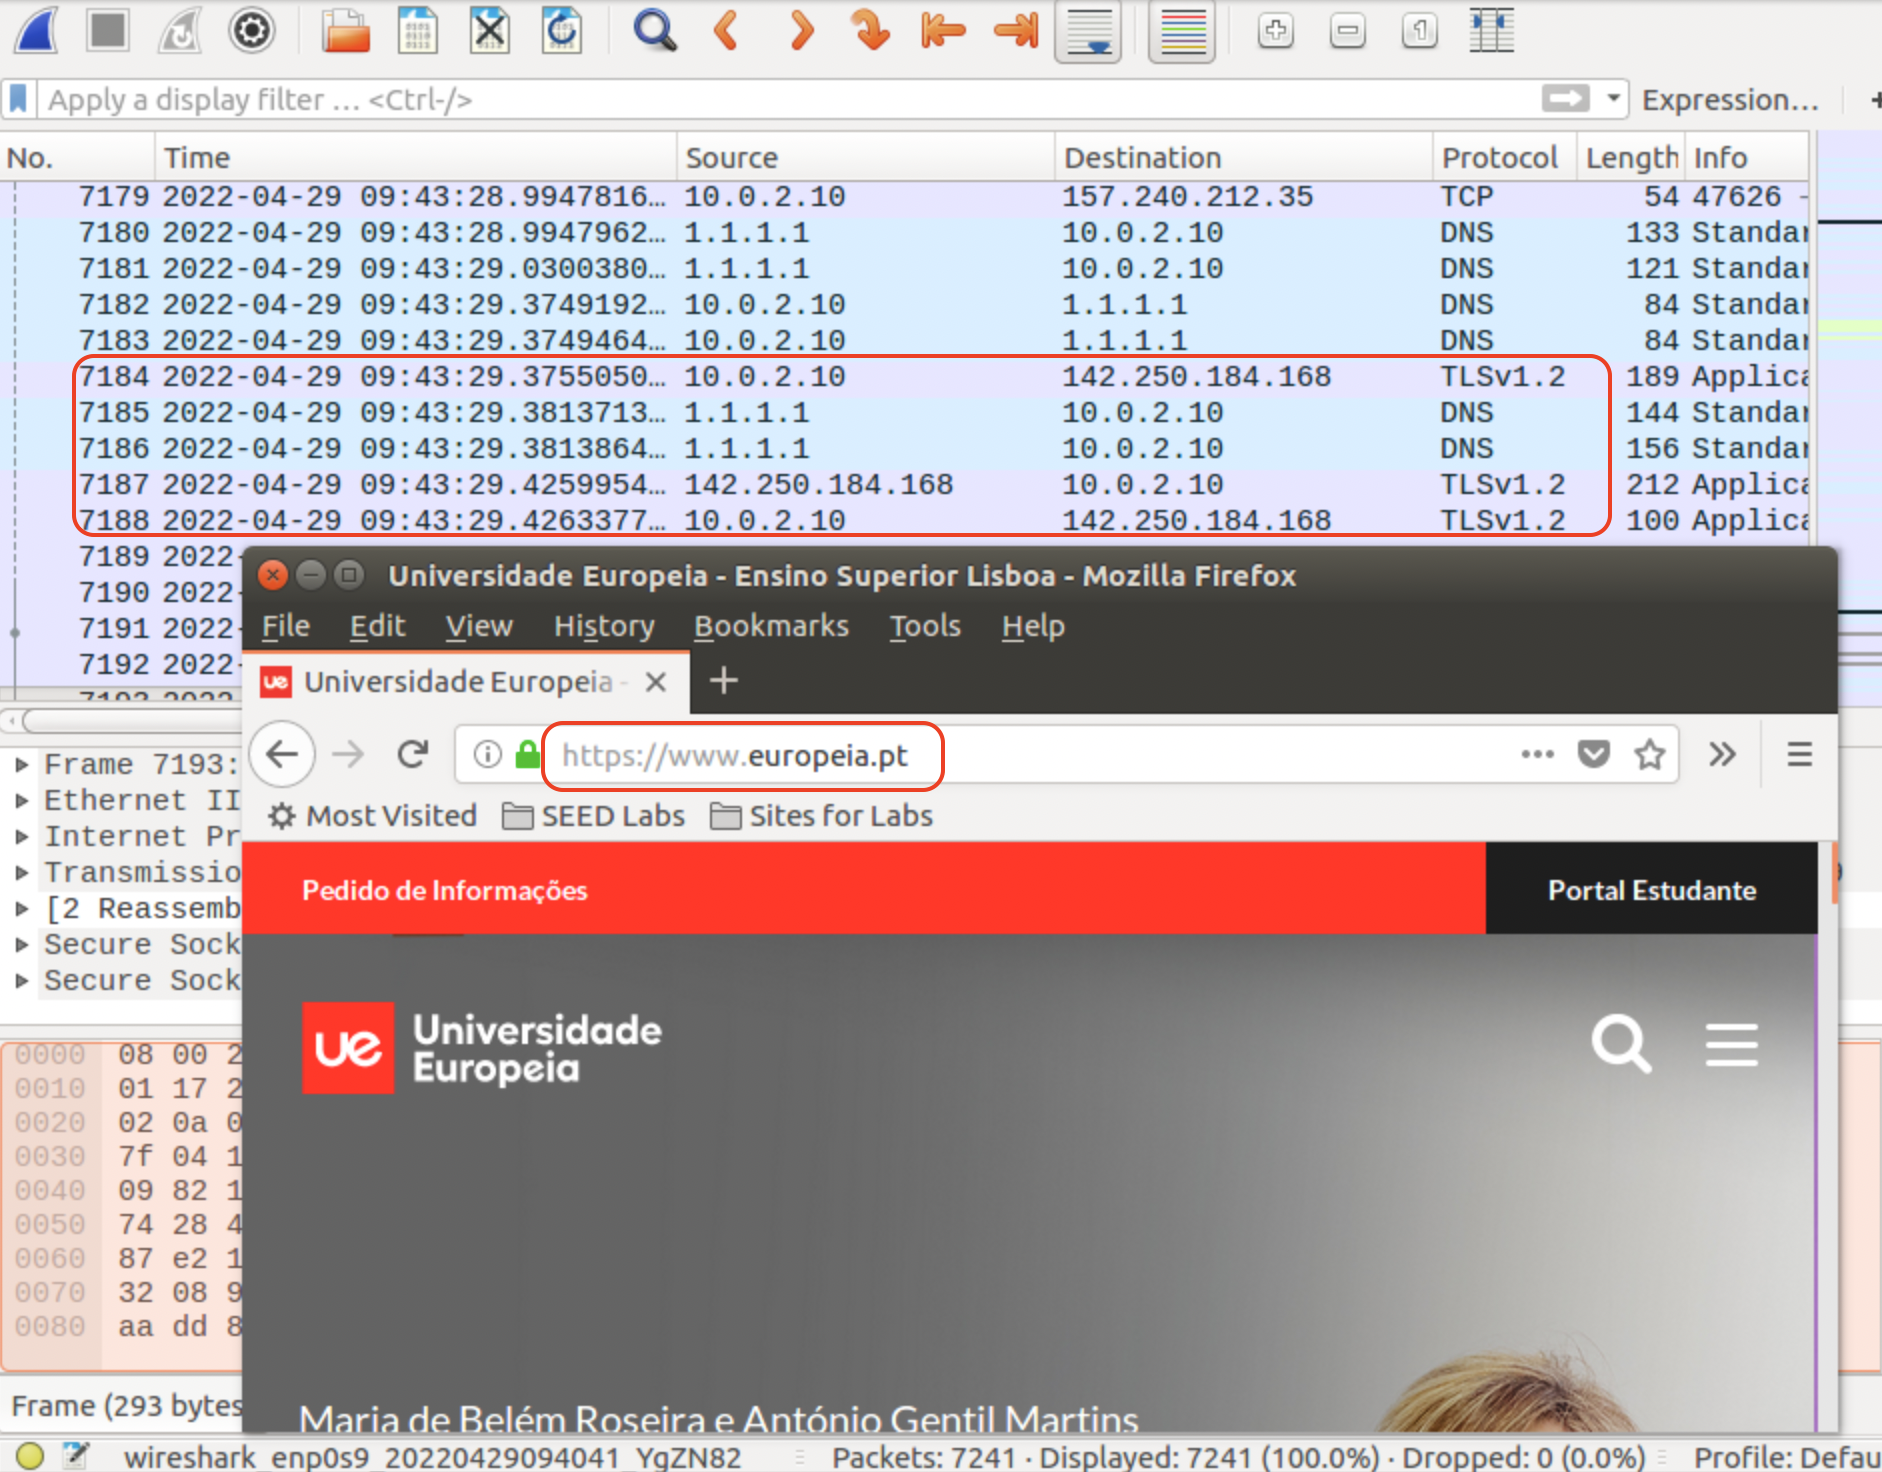 Apply a display filter ... <Ctrl-/>
Expression...
No. Time Source Destination Protocol Length Info
7179 2022-04-29 09:43:28.9947816... 10.0.2.10 157.240.212.35 TCP 54 47626
7180 2022-04-29 09:43:28.9947962... 1.1.1.1 10.0.2.10 DNS 133 Standar
7181 2022-04-29 09:43:29.0300380... 1.1.1.1 10.0.2.10 DNS 121 Standar
7182 2022-04-29 09:43:29.3749192... 10.0.2.10 1.1.1.1 DNS 84 Standar
7183 2022-04-29 09:43:29.3749464... 10.0.2.10 1.1.1.1 DNS 84 Standar
7184 2022-04-29 09:43:29.3755050... 10.0.2.10 142.250.184.168 TLSv1.2 189 Applica
7185 2022-04-29 09:43:29.3813713... 1.1.1.1 10.0.2.10 DNS 144 Standar
7186 2022-04-29 09:43:29.3813864... 1.1.1.1 10.0.2.10 DNS 156 Standar
7187 2022-04-29 09:43:29.4259954... 142.250.184.168 10.0.2.10 TLSv1.2 212 Applica
7188 2022-04-29 09:43:29.4263377... 10.0.2.10 142.250.184.168 TLSv1.2 100 Applica
7189 2022-
7190 2022-
7191 2022-
7192 2022-
7193 2022
Universidade Europeia - Ensino Superior Lisboa - Mozilla Firefox
File Edit View History Bookmarks Tools Help
ue Universidade Europeia -
https://www.europeia.pt
Most Visited SEED Labs Sites for Labs
Pedido de Informações
Portal Estudante
ue Universidade
Europeia
Maria de Belém Roseira e António Gentil Martins
Frame 7193:
Ethernet II
Internet Pr
Transmissio
[2 Reassemb
Secure Sock
Secure Sock
0000 08 00 2
0010 01 17 2
0020 02 0a 0
0030 7f 04 1
0040 09 82 1
0050 74 28 4
0060 87 e2 1
0070 32 08 9
0080 aa dd 8
Frame (293 bytes
wireshark_enp0s9_20220429094041_YgZN82
Packets: 7241 · Displayed: 7241 (100.0%) · Dropped: 0 (0.0%)
Profile: Defau